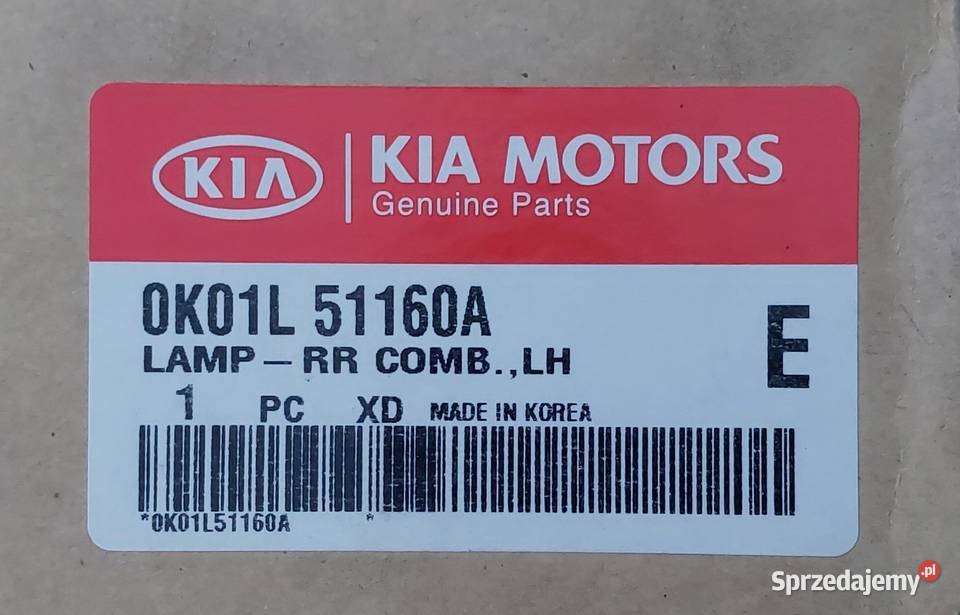 KIA
KIA MOTORS
Genuine Parts
0K01L 51160A
LAMP-RR COMB.,LH
E
1 PC XD MADE IN KOREA
*0K01L51160A *
Sprzedajemy.pl